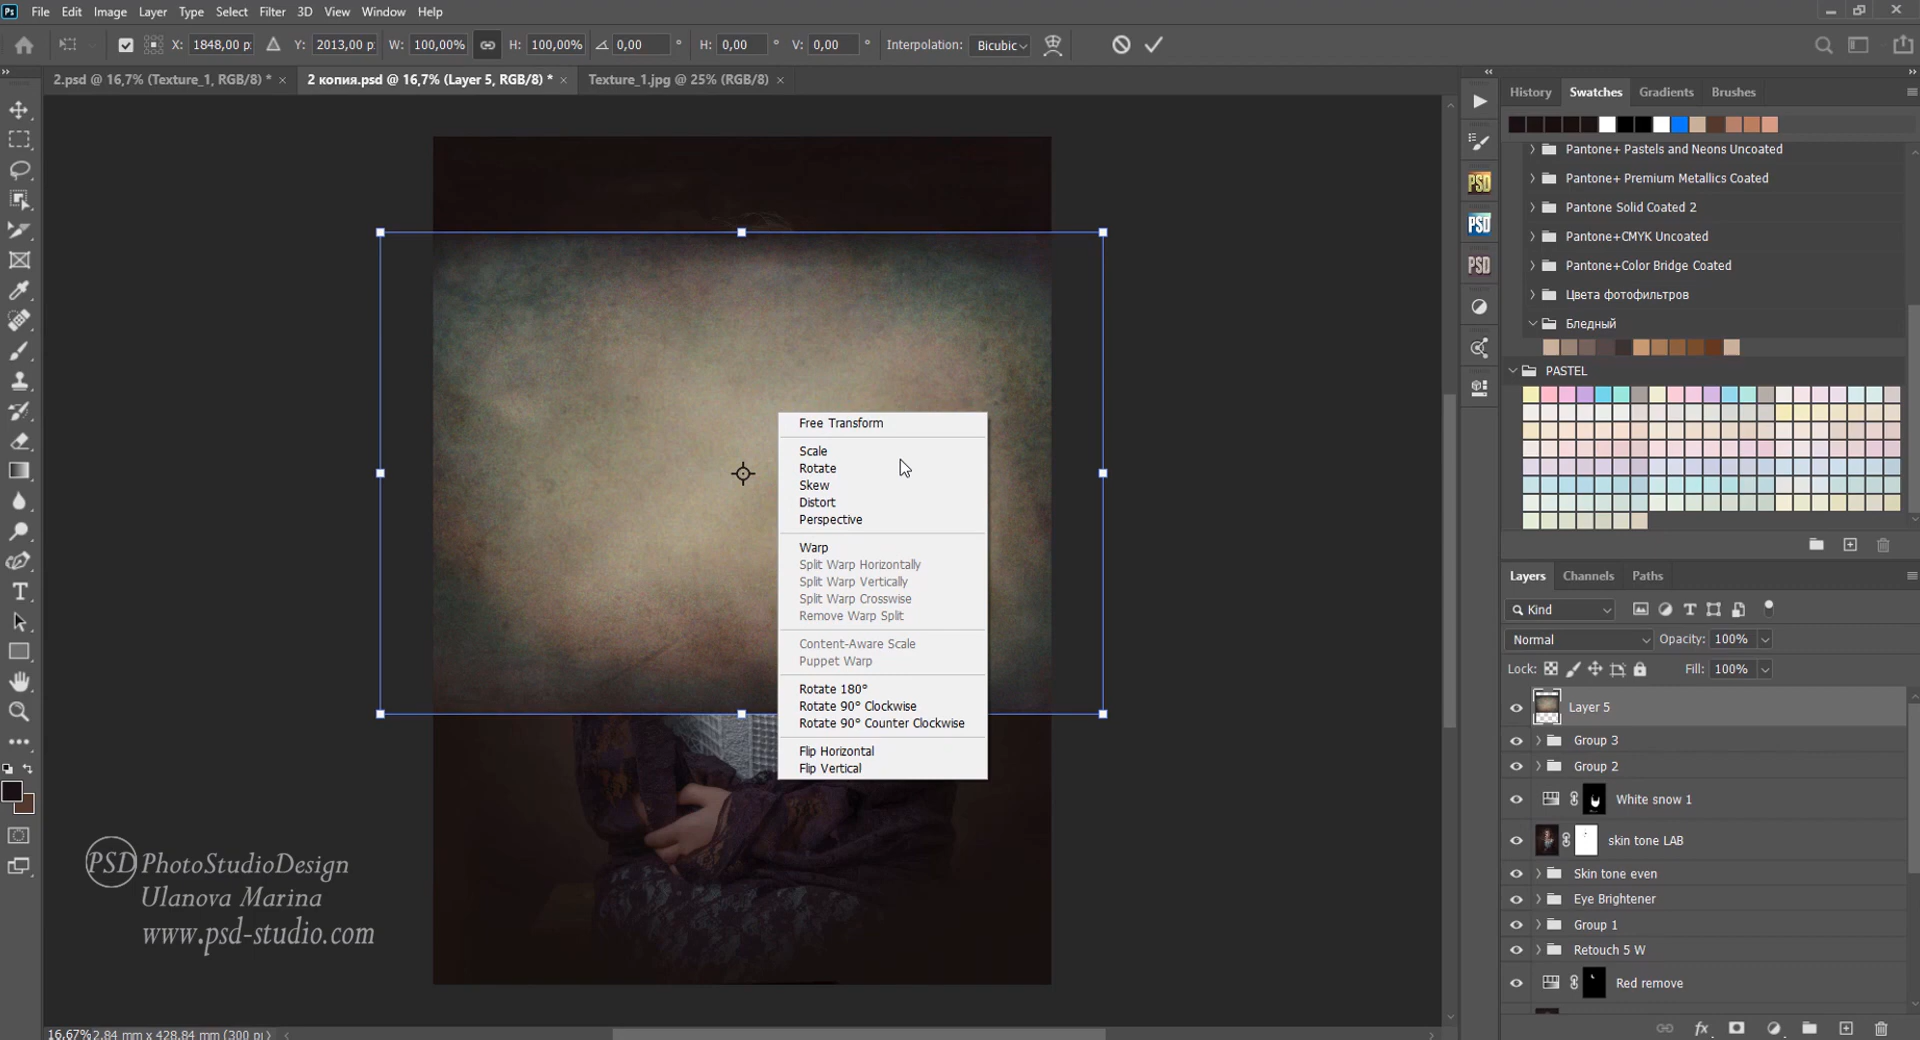 Ps File Edit Image Layer Type Select Filter 3D View Window Help
X: 1848,00 p Y: 2013,00 p W: 100,00% H: 100,00% 0,00 ° H: 0,00 ° V: 0,00 ° Interpolation: Bicubic
2.psd @ 16,7% (Texture_1, RGB/8) * × 2 копия.psd @ 16,7% (Layer 5, RGB/8) * × Texture_1.jpg @ 25% (RGB/8) ×
History Swatches Gradients Brushes
Pantone+ Pastels and Neons Uncoated
Pantone+ Premium Metallics Coated
Pantone Solid Coated 2
Pantone+CMYK Uncoated
Pantone+Color Bridge Coated
Цвета фотофильтров
Бледный
PASTEL
PSD
PSD
PSD
Free Transform
Scale
Rotate
Skew
Distort
Perspective
Warp
Split Warp Horizontally
Split Warp Vertically
Split Warp Crosswise
Remove Warp Split
Content-Aware Scale
Puppet Warp
Rotate 180°
Rotate 90° Clockwise
Rotate 90° Counter Clockwise
Flip Horizontal
Flip Vertical
Layers Channels Paths
Kind
Normal Opacity: 100%
Lock: Fill: 100%
Layer 5
Group 3
Group 2
White snow 1
skin tone LAB
Skin tone even
Eye Brightener
Group 1
Retouch 5 W
Red remove
PSD PhotoStudioDesign
Ulanova Marina
www.psd-studio.com
16,67% 2,84 mm x 428,84 mm (300 pi)